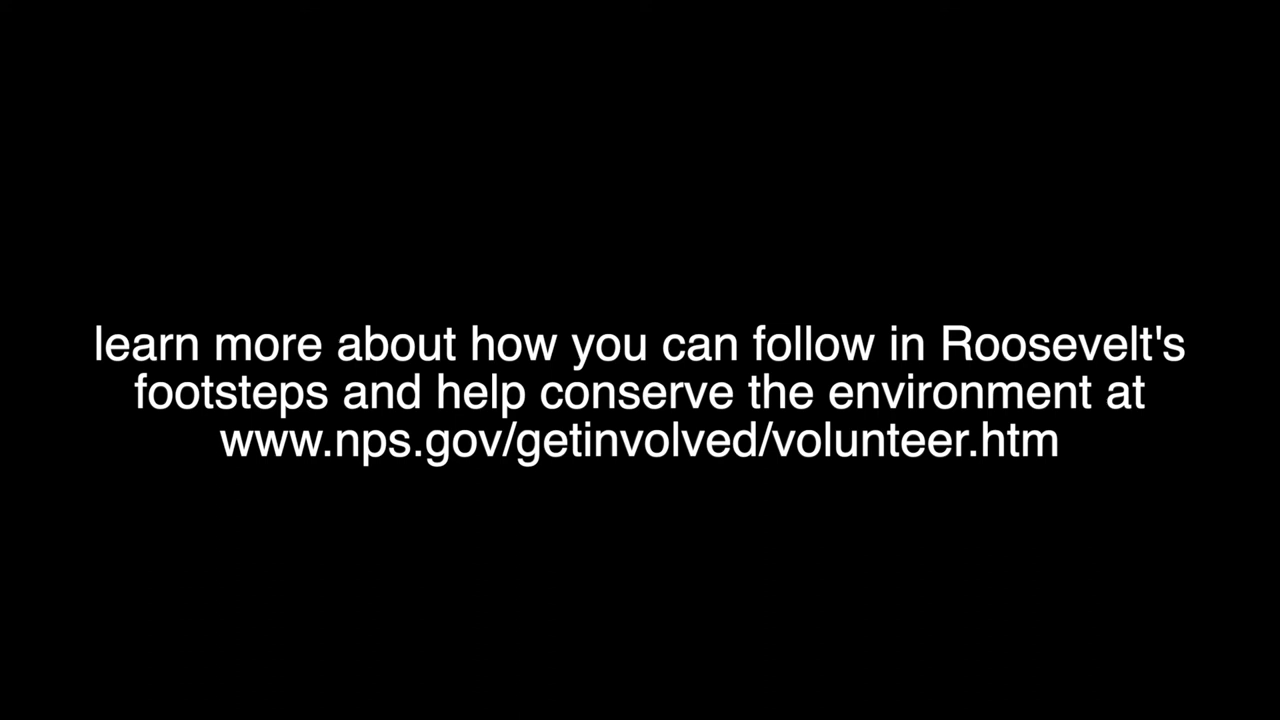 learn more about how you can follow in Roosevelt's
footsteps and help conserve the environment at
www.nps.gov/getinvolved/volunteer.htm